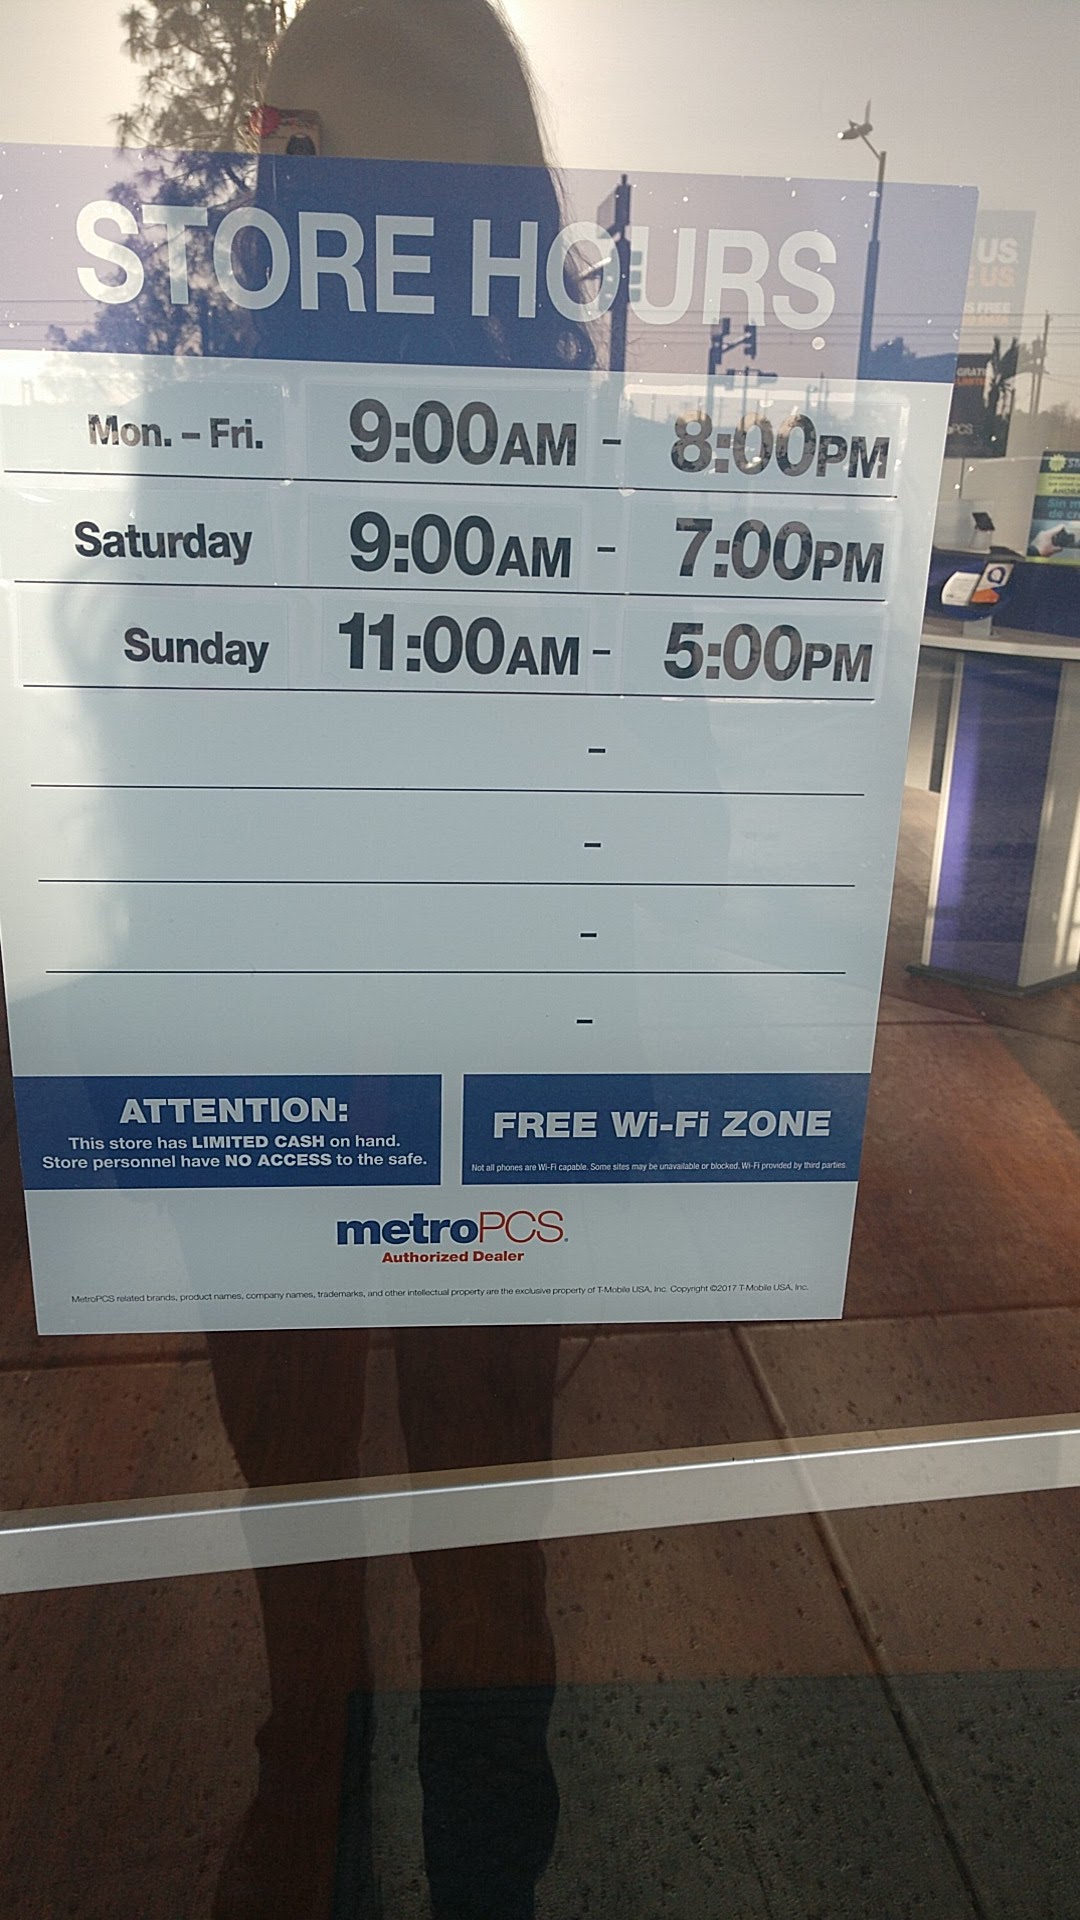 STORE HOURS
Mon. – Fri. 9:00AM - 8:00PM
Saturday 9:00AM - 7:00PM
Sunday 11:00AM - 5:00PM
-
-
-
-
ATTENTION:
This store has LIMITED CASH on hand.
Store personnel have NO ACCESS to the safe.
FREE Wi-Fi ZONE
Not all phones are Wi-Fi capable. Some sites may be unavailable or blocked. Wi-Fi provided by third parties.
metroPCS.
Authorized Dealer
MetroPCS related brands, product names, company names, trademarks, and other intellectual property are the exclusive property of T-Mobile USA, Inc. Copyright ©2017 T-Mobile USA, Inc.
US
US
FREE
PCS